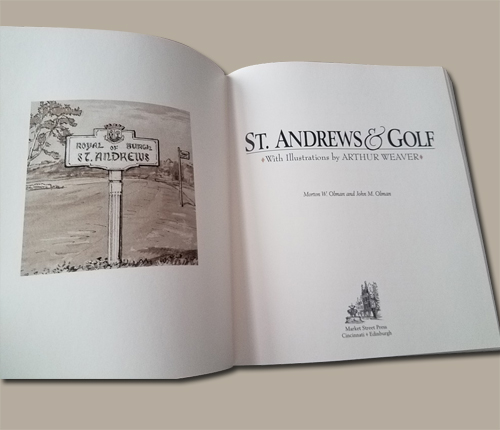 ROYAL OF BURGH
ST. ANDREWS
ST. ANDREWS & GOLF
With Illustrations by ARTHUR WEAVER
Morton W. Olman and John M. Olman
Market Street Press
Cincinnati • Edinburgh